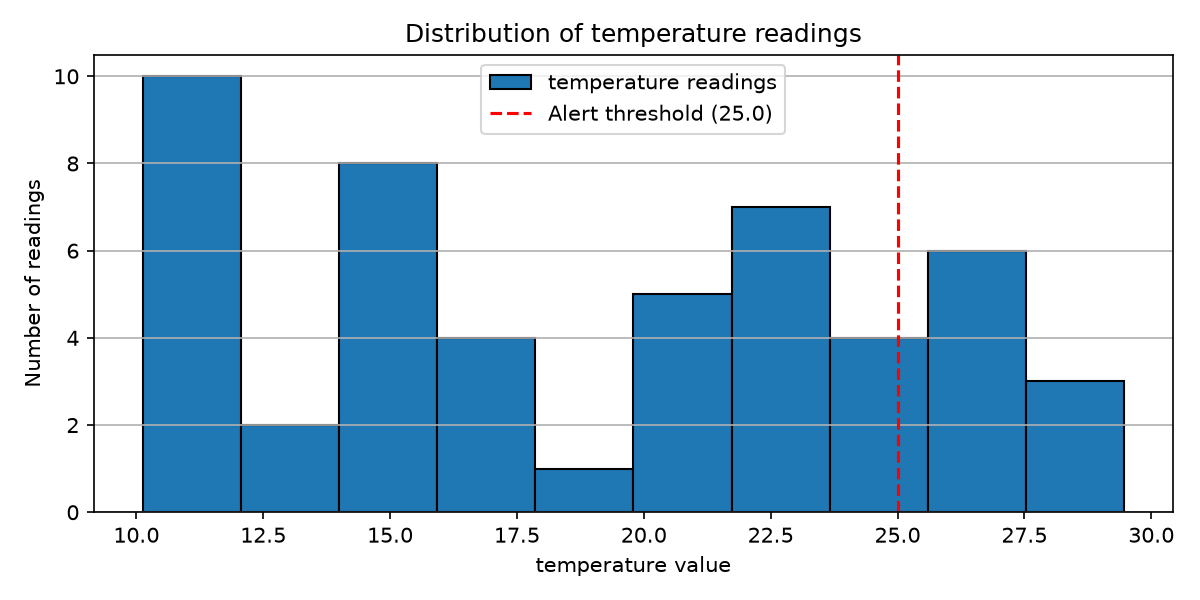 Distribution of temperature readings
temperature readings
Alert threshold (25.0)
Number of readings
10
8
6
4
2
0
10.0 12.5 15.0 17.5 20.0 22.5 25.0 27.5 30.0
temperature value